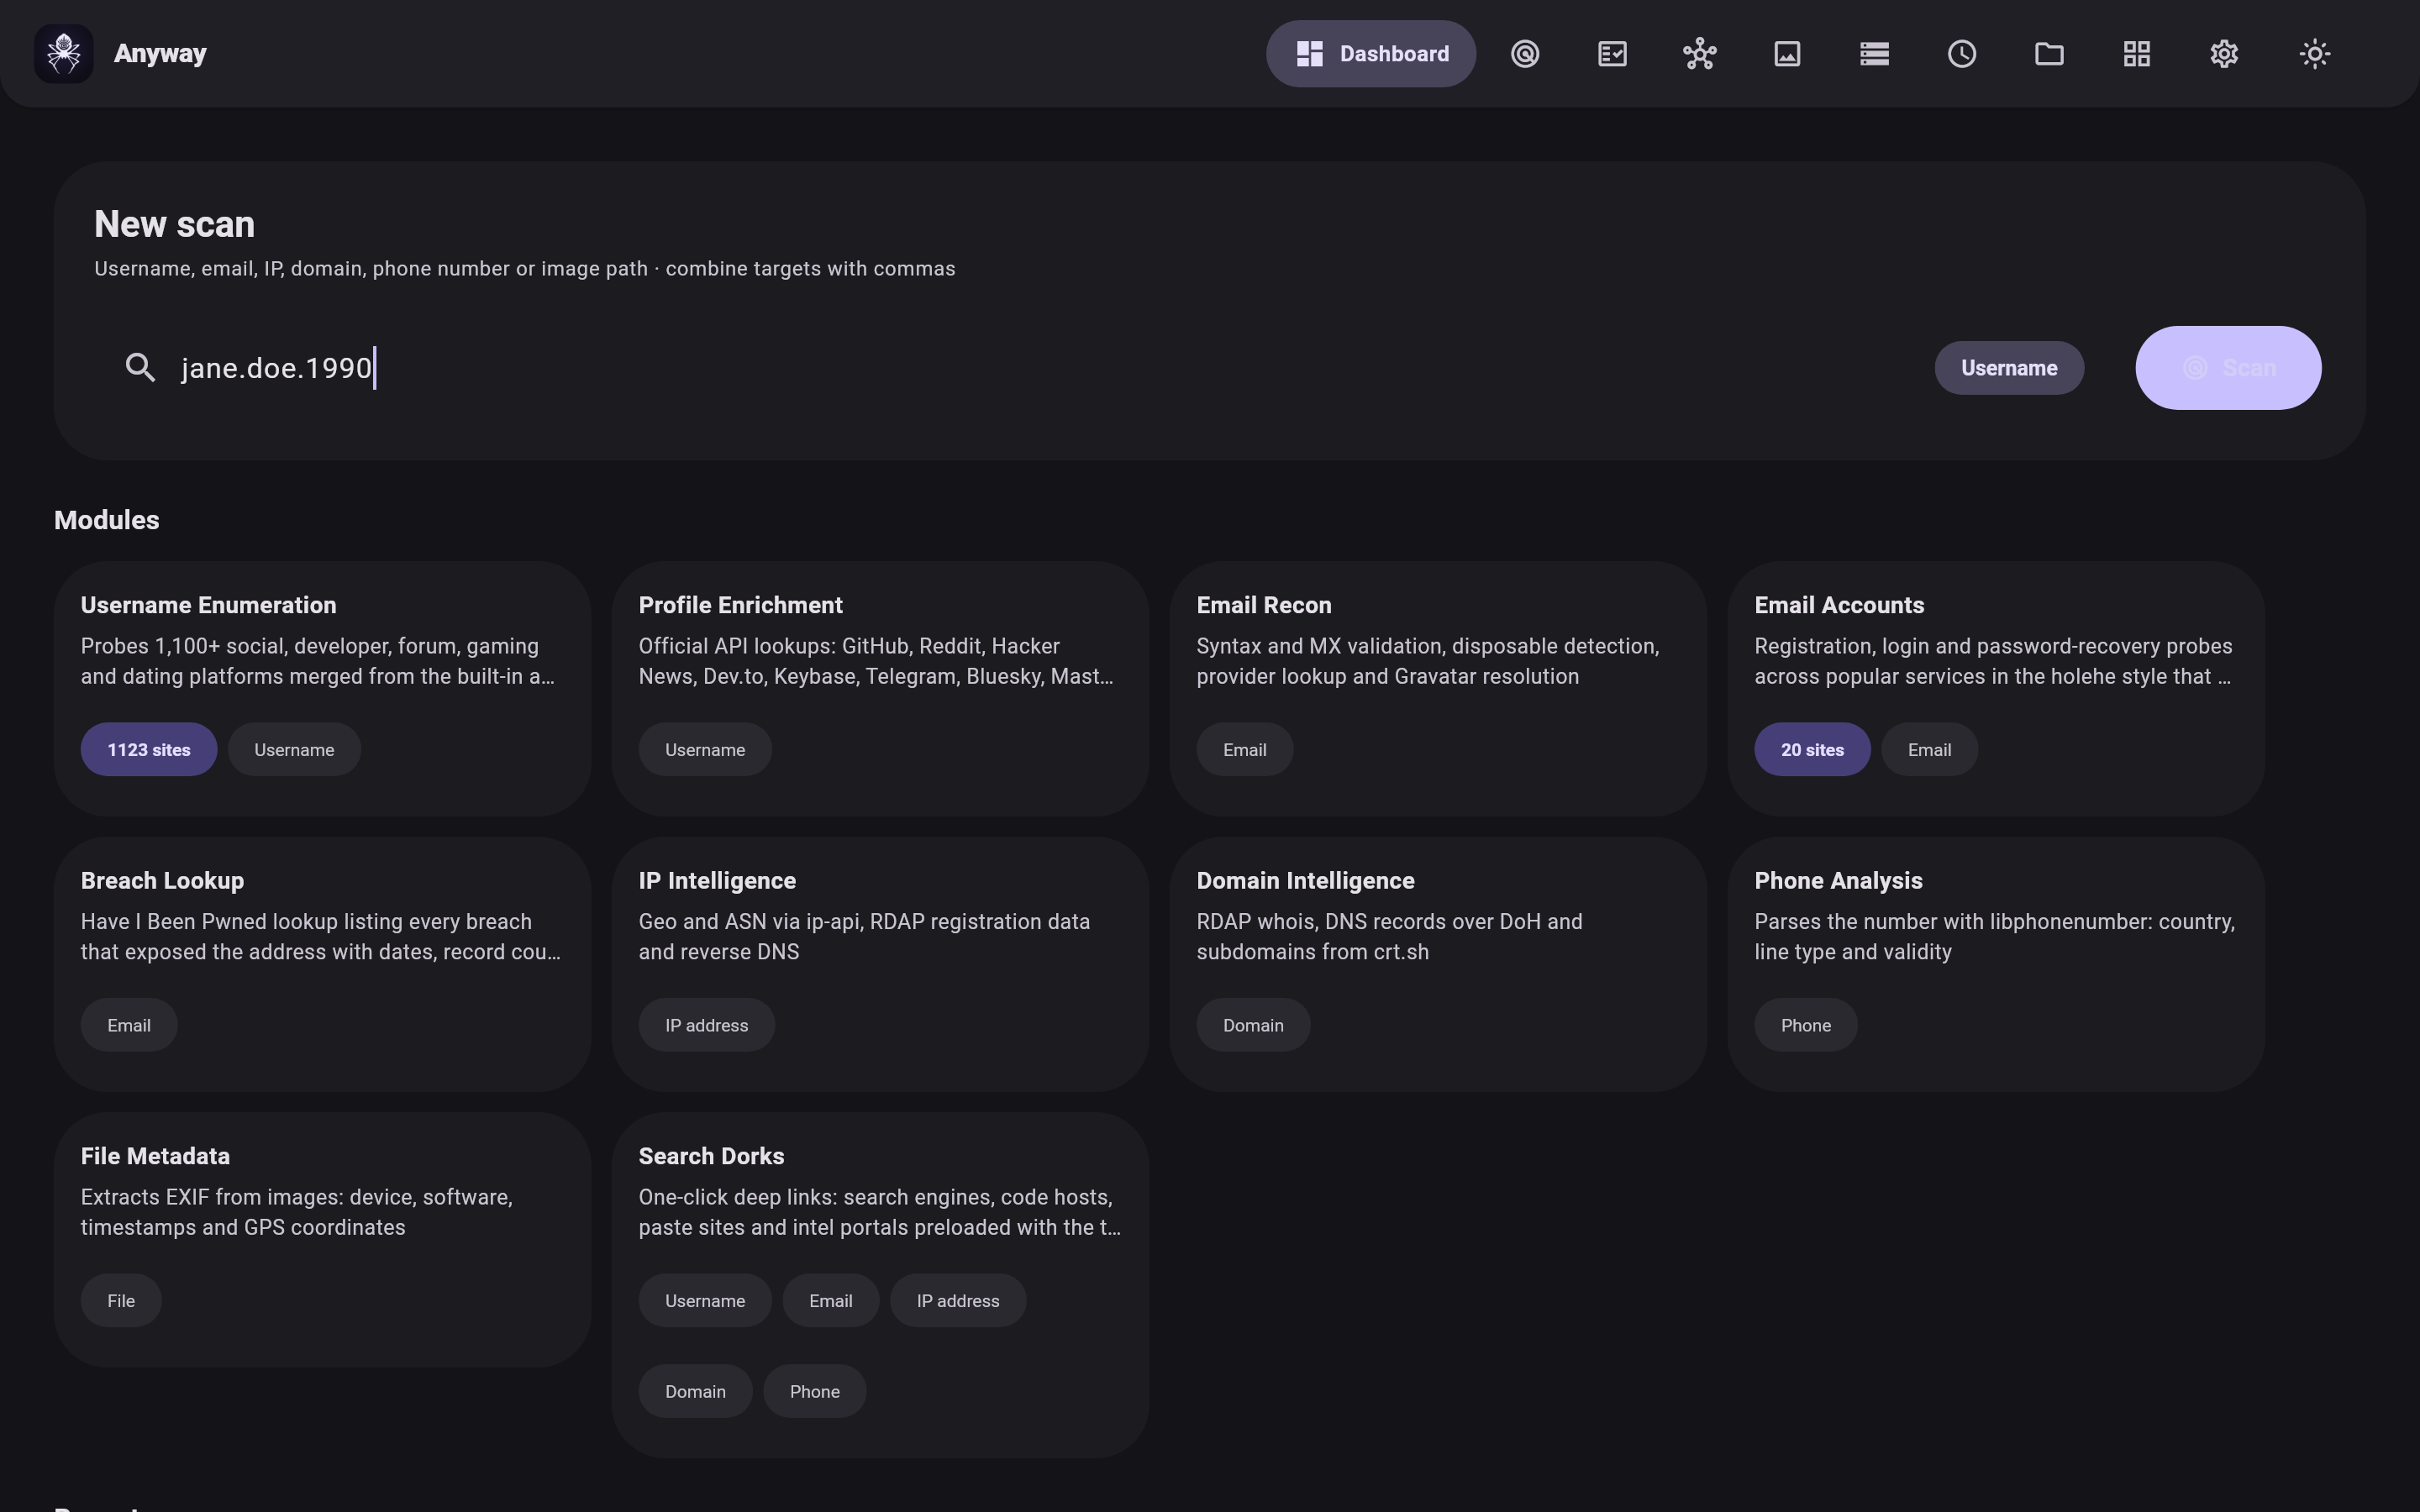 Anyway
Dashboard
New scan
Username, email, IP, domain, phone number or image path · combine targets with commas
jane.doe.1990
Username
Scan
Modules
Username Enumeration
Probes 1,100+ social, developer, forum, gaming
and dating platforms merged from the built-in a…
1123 sites
Username
Profile Enrichment
Official API lookups: GitHub, Reddit, Hacker
News, Dev.to, Keybase, Telegram, Bluesky, Mast…
Username
Email Recon
Syntax and MX validation, disposable detection,
provider lookup and Gravatar resolution
Email
Email Accounts
Registration, login and password-recovery probes
across popular services in the holehe style that …
20 sites
Email
Breach Lookup
Have I Been Pwned lookup listing every breach
that exposed the address with dates, record cou…
Email
IP Intelligence
Geo and ASN via ip-api, RDAP registration data
and reverse DNS
IP address
Domain Intelligence
RDAP whois, DNS records over DoH and
subdomains from crt.sh
Domain
Phone Analysis
Parses the number with libphonenumber: country,
line type and validity
Phone
File Metadata
Extracts EXIF from images: device, software,
timestamps and GPS coordinates
File
Search Dorks
One-click deep links: search engines, code hosts,
paste sites and intel portals preloaded with the t…
Username
Email
IP address
Domain
Phone